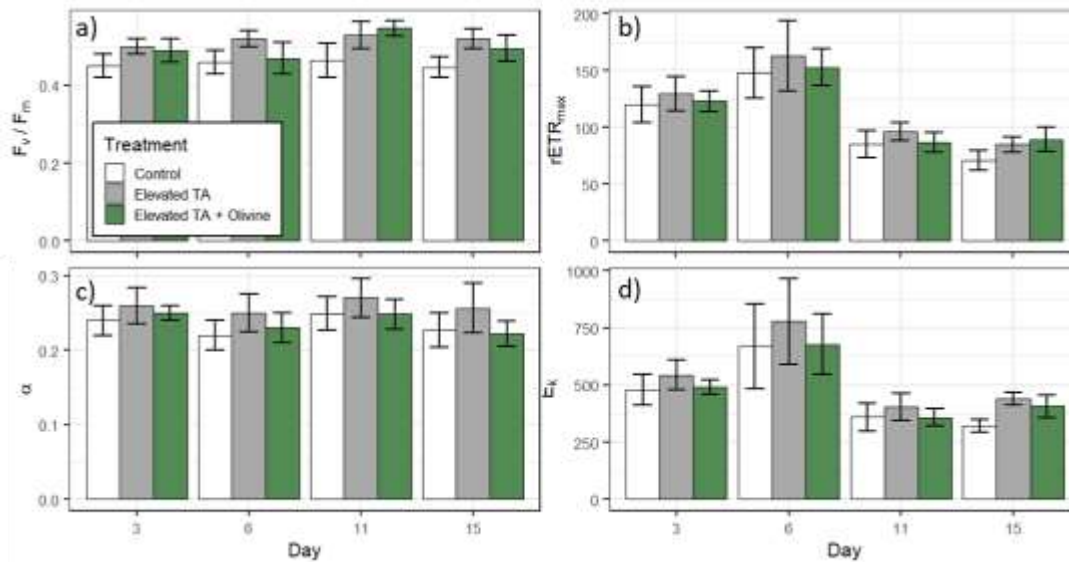 a)
Fv / Fm
0.4
0.2
0.0
Treatment
Control
Elevated TA
Elevated TA + Olivine
b)
rETRmax
200
150
100
50
0
c)
α
0.3
0.2
0.1
0.0
3
6
11
15
Day
d)
Ek
1000
750
500
250
0
3
6
11
15
Day